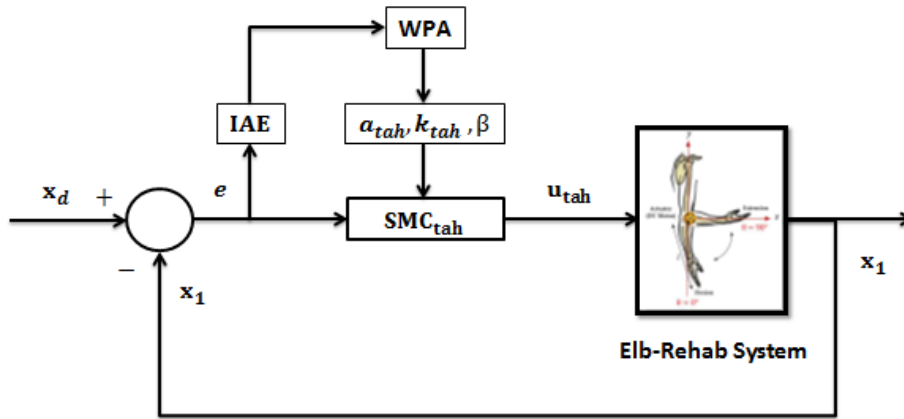 WPA
IAE
a_tah, k_tah, β
x_d
+
e
SMC_tah
u_tah
−
x_1
x_1
Elb-Rehab System